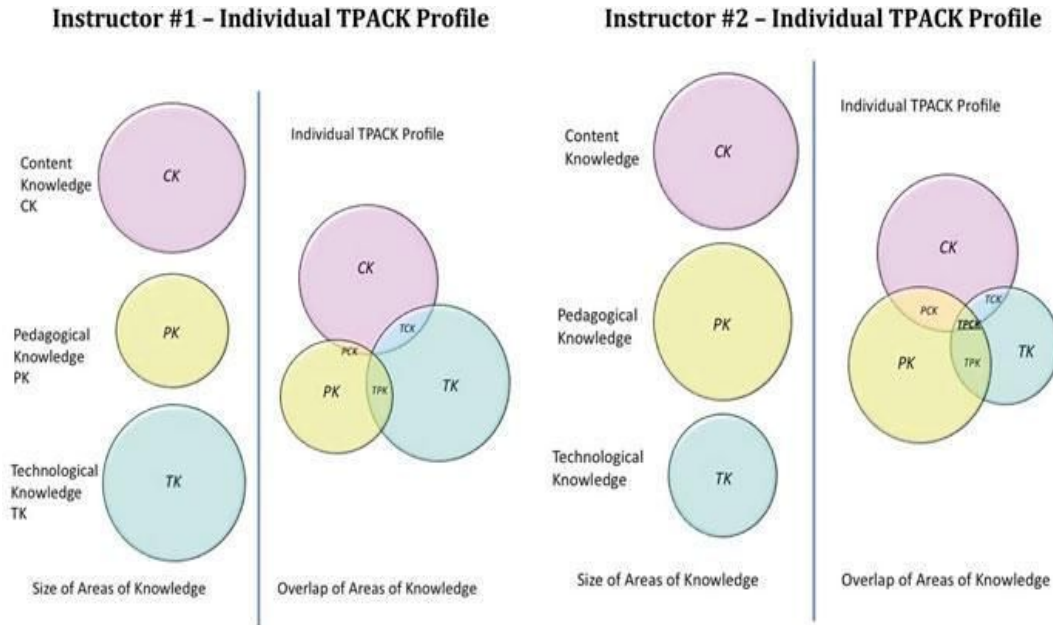 Instructor #1 – Individual TPACK Profile
Content
Knowledge
CK
CK
Pedagogical
Knowledge
PK
PK
Technological
Knowledge
TK
TK
Size of Areas of Knowledge
Individual TPACK Profile
CK
TCK
PCK
PK
TPK
TK
Overlap of Areas of Knowledge
Instructor #2 – Individual TPACK Profile
Content
Knowledge
CK
Pedagogical
Knowledge
PK
Technological
Knowledge
TK
Size of Areas of Knowledge
Individual TPACK Profile
CK
TCK
PCK
TPCK
TK
PK
TPK
Overlap of Areas of Knowledge